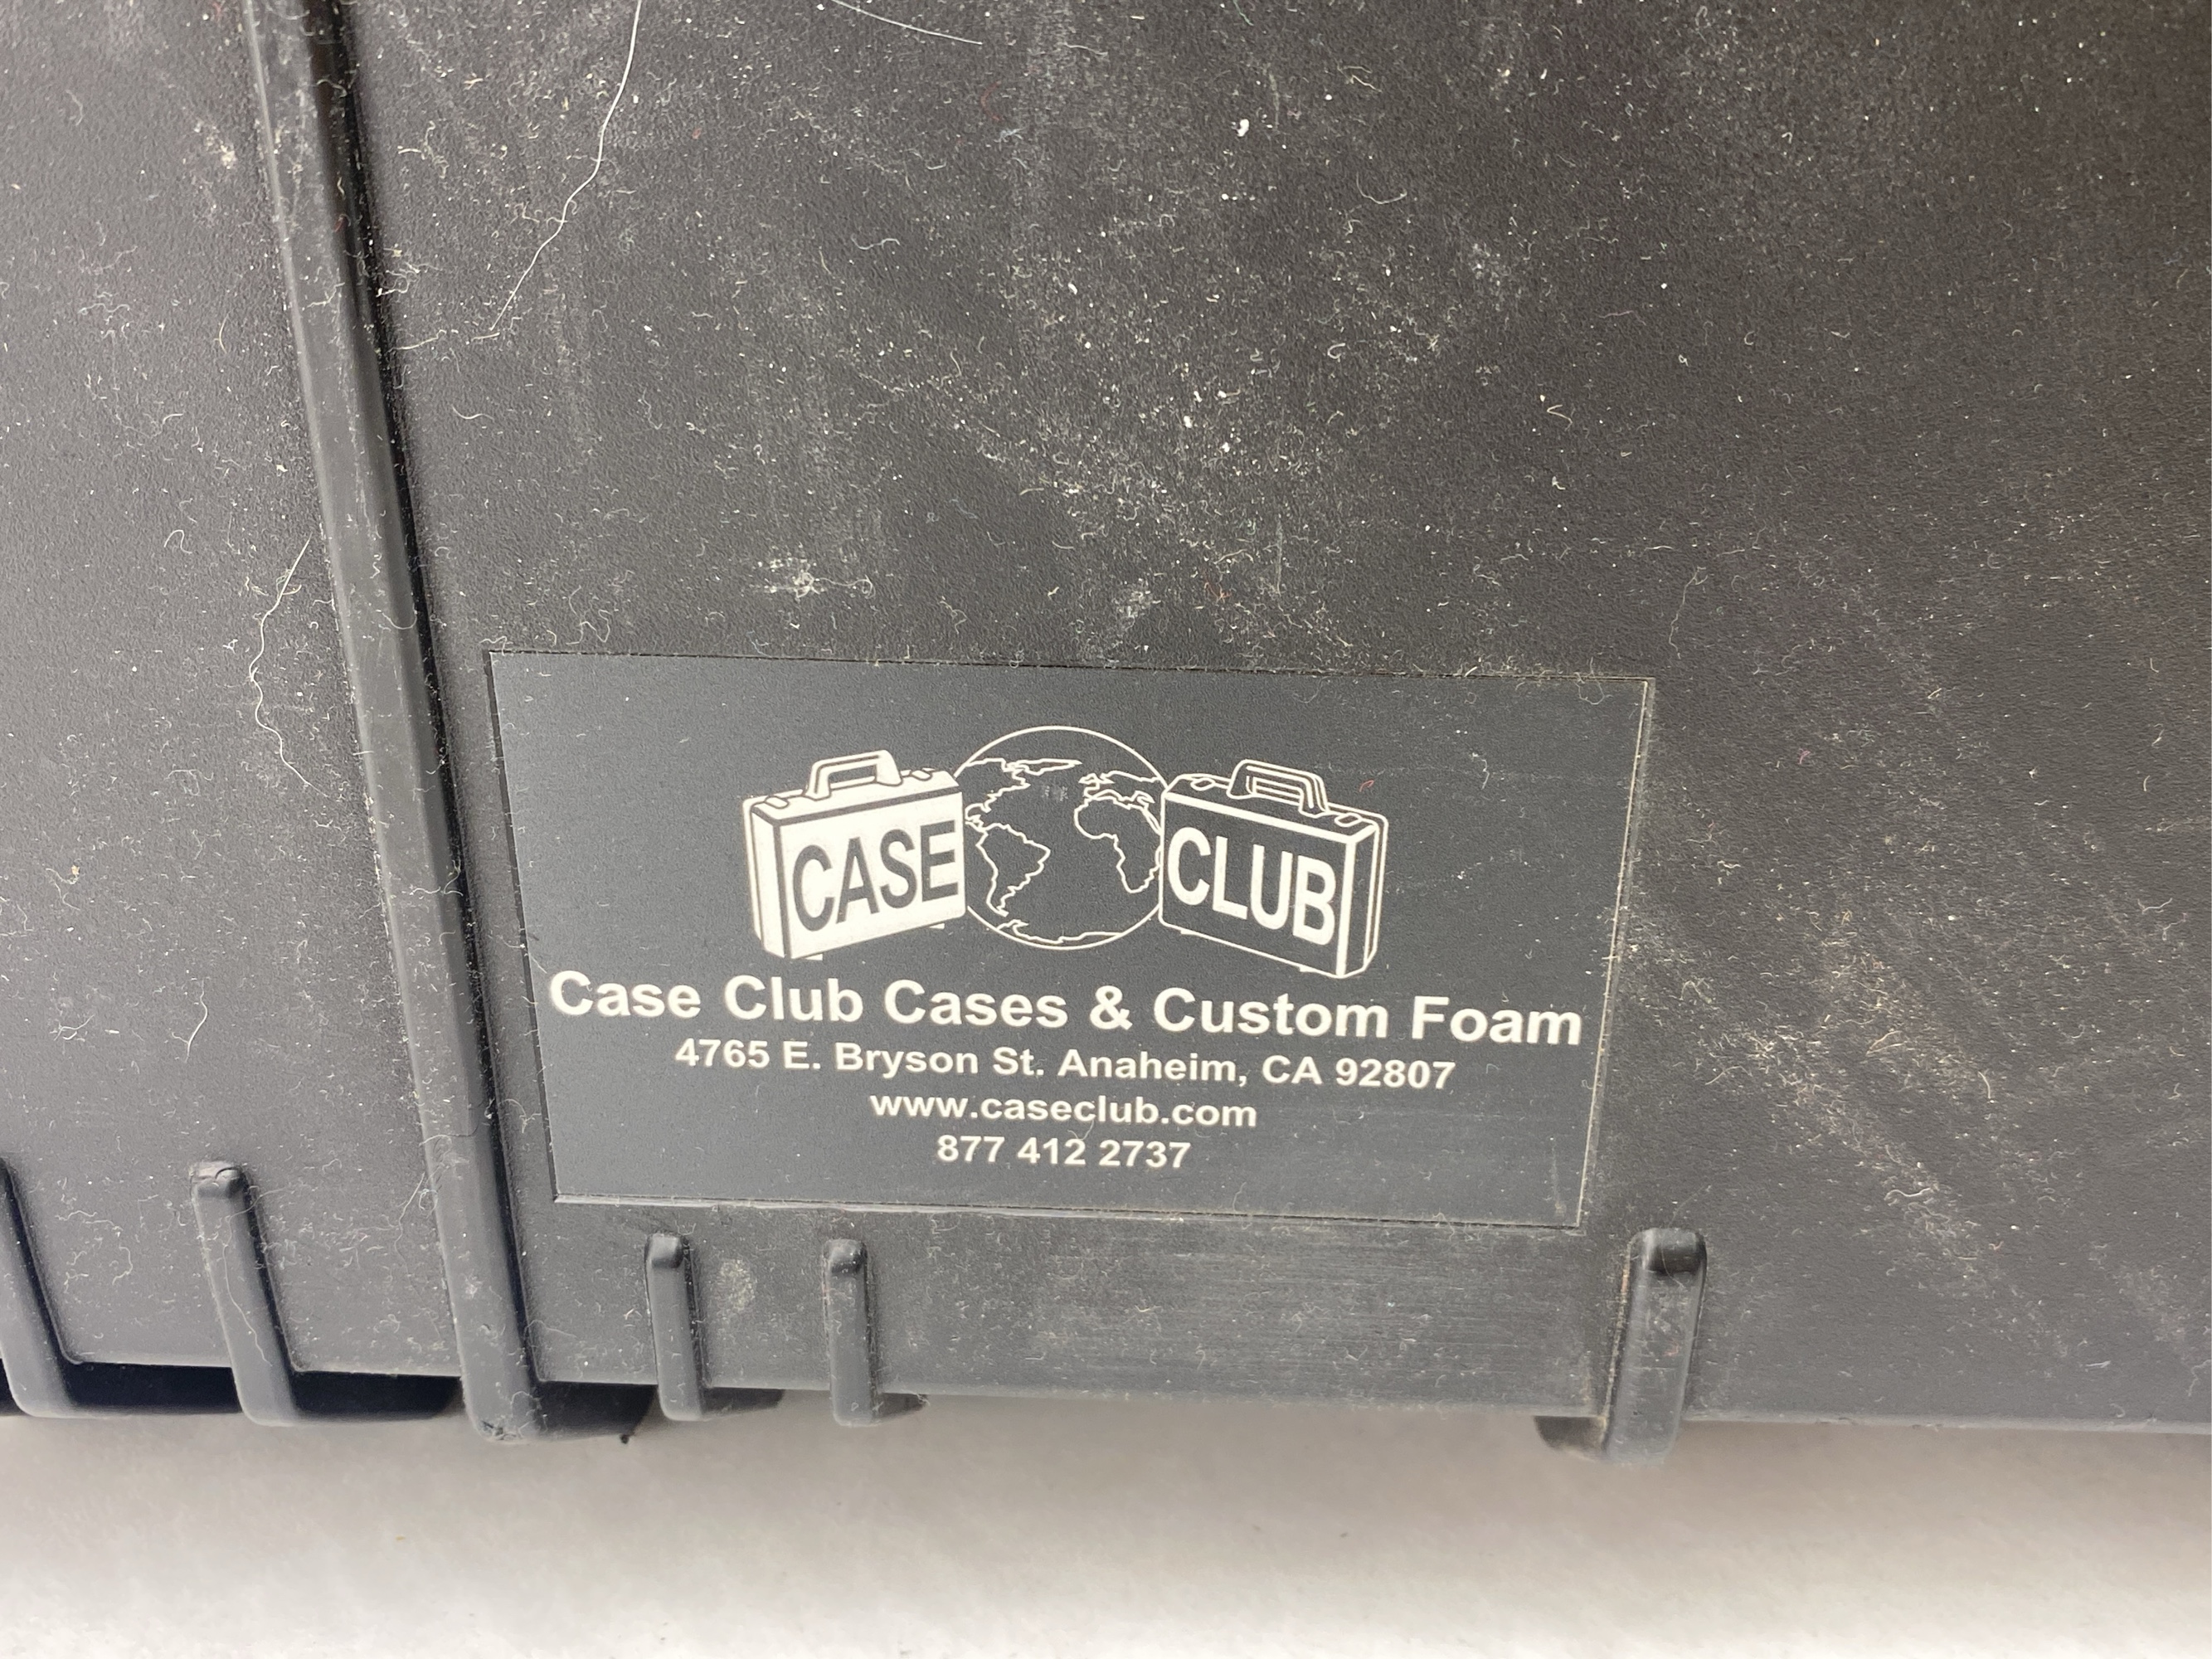 CASE CLUB
Case Club Cases & Custom Foam
4765 E. Bryson St. Anaheim, CA 92807
www.caseclub.com
877 412 2737